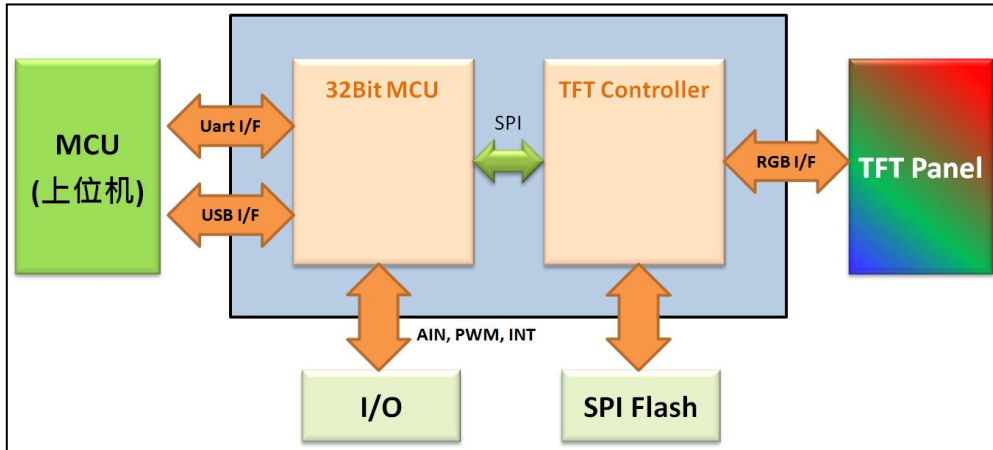 32Bit MCU
TFT Controller
SPI
Uart I/F
MCU
(上位机)
USB I/F
RGB I/F
TFT Panel
AIN, PWM, INT
I/O
SPI Flash